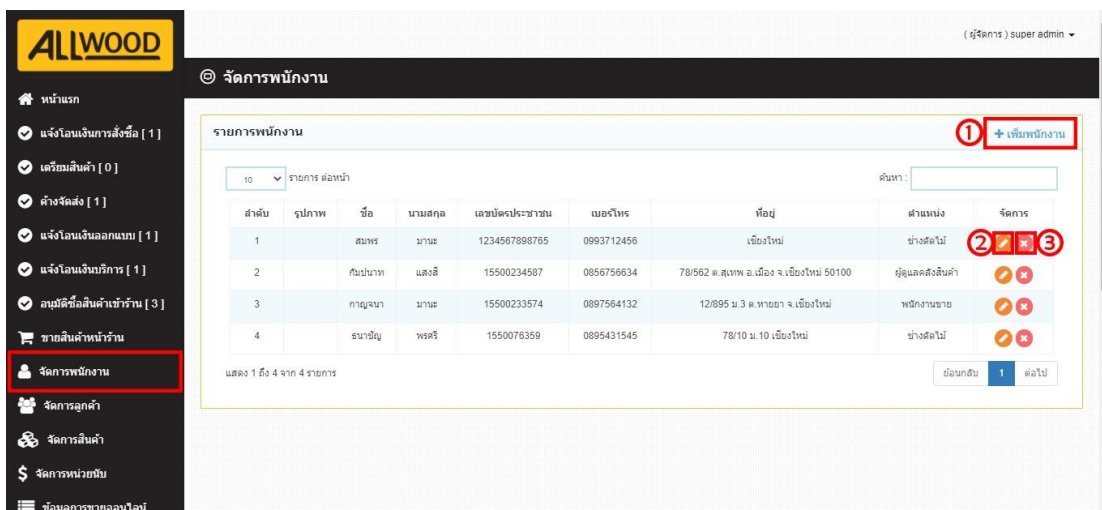 ALLWOOD
( ผู้จัดการ ) super admin
จัดการพนักงาน
หน้าแรก
แจ้งโอนเงินการสั่งซื้อ [ 1 ]
เตรียมสินค้า [ 0 ]
ค้างจัดส่ง [ 1 ]
แจ้งโอนเงินออกแบบ [ 1 ]
แจ้งโอนเงินบริการ [ 1 ]
อนุมัติซื้อสินค้าเข้าร้าน [ 3 ]
ขายสินค้าหน้าร้าน
จัดการพนักงาน
จัดการลูกค้า
จัดการสินค้า
จัดการหน่วยนับ
ข้อมูลการขายออนไลน์
รายการพนักงาน
1 + เพิ่มพนักงาน
10 รายการ ต่อหน้า ค้นหา :
ลำดับ รูปภาพ ชื่อ นามสกุล เลขบัตรประชาชน เบอร์โทร ที่อยู่ ตำแหน่ง จัดการ
1 สมพร มานะ 1234567898765 0993712456 เชียงใหม่ ช่างตัดไม้ 2 3
2 กัมปนาท แสงสี 15500234587 0856756634 78/562 ต.สุเทพ อ.เมือง จ.เชียงใหม่ 50100 ผู้ดูแลคลังสินค้า
3 กาญจนา มานะ 15500233574 0897564132 12/895 ม.3 ต.หายยา จ.เชียงใหม่ พนักงานขาย
4 ธนาชัญ พรศรี 1550076359 0895431545 78/10 ม.10 เชียงใหม่ ช่างตัดไม้
แสดง 1 ถึง 4 จาก 4 รายการ ย้อนกลับ 1 ต่อไป